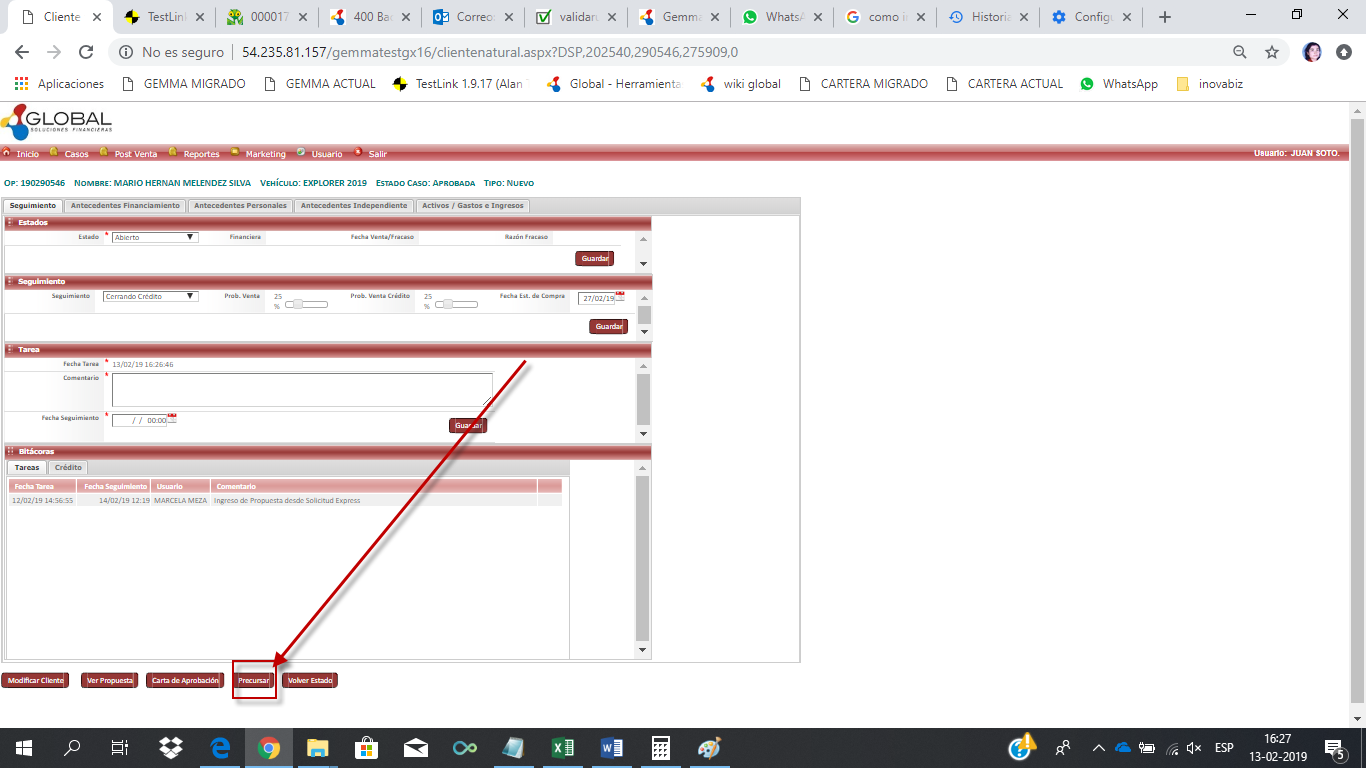 Cliente TestLink 000017 400 Ba Correo validar Gemma WhatsA como i Historia Configu
No es seguro | 54.235.81.157/gemmatestgx16/clientenatural.aspx?DSP,202540,290546,275909,0
Aplicaciones GEMMA MIGRADO GEMMA ACTUAL TestLink 1.9.17 (Alan Global - Herramienta wiki global CARTERA MIGRADO CARTERA ACTUAL WhatsApp inovabiz
GLOBAL
SOLUCIONES FINANCIERAS
Inicio Casos Post Venta Reportes Marketing Usuario Salir Usuario: JUAN SOTO.
Op: 190290546 Nombre: MARIO HERNAN MELENDEZ SILVA Vehículo: EXPLORER 2019 Estado Caso: Aprobada Tipo: Nuevo
Seguimiento Antecedentes Financiamiento Antecedentes Personales Antecedentes Independiente Activos / Gastos e Ingresos
Estados
Estado * Abierto Financiera Fecha Venta/Fracaso Razón Fracaso
Guardar
Seguimiento
Seguimiento Cerrando Crédito Prob. Venta 25 % Prob. Venta Crédito 25 % Fecha Est. de Compra 27/02/19
Guardar
Tarea
Fecha Tarea * 13/02/19 16:26:46
Comentario *
Fecha Seguimiento * / / 00:00
Guardar
Bitácoras
Tareas Crédito
Fecha Tarea Fecha Seguimiento Usuario Comentario
12/02/19 14:56:55 14/02/19 12:19 MARCELA MEZA Ingreso de Propuesta desde Solicitud Express
Modificar Cliente Ver Propuesta Carta de Aprobación Precursar Volver Estado
ESP 16:27
13-02-2019 5